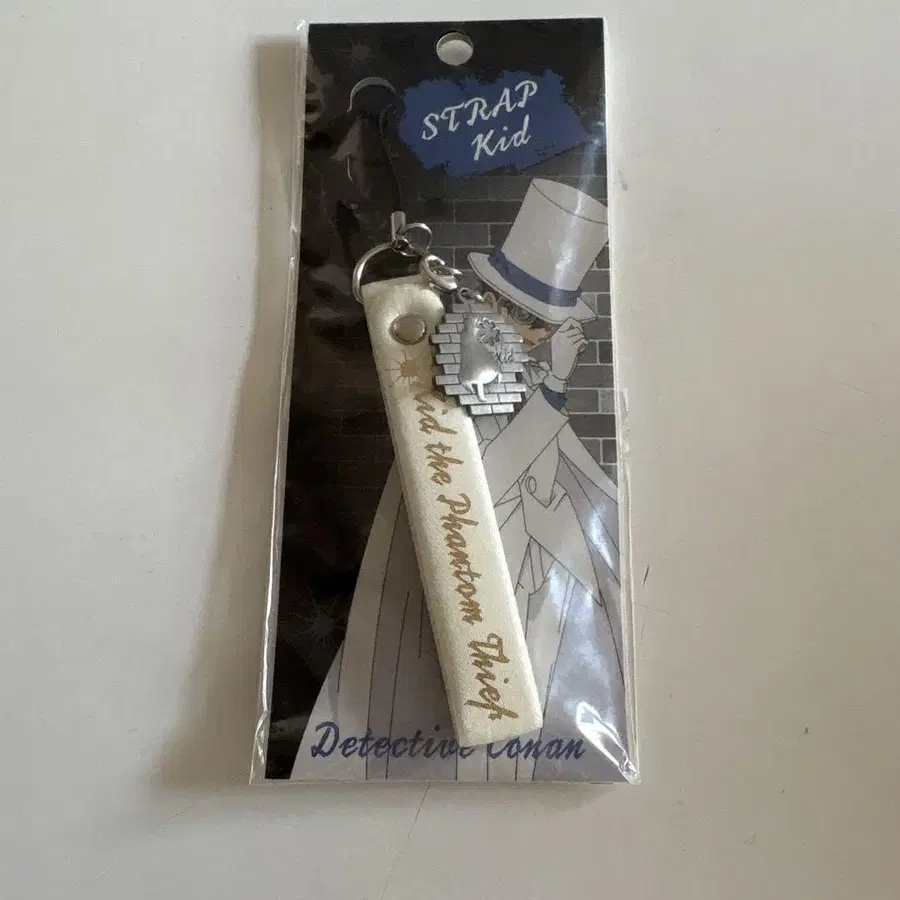 STRAP
Kid
Kid the Phantom Thief
Detective Conan